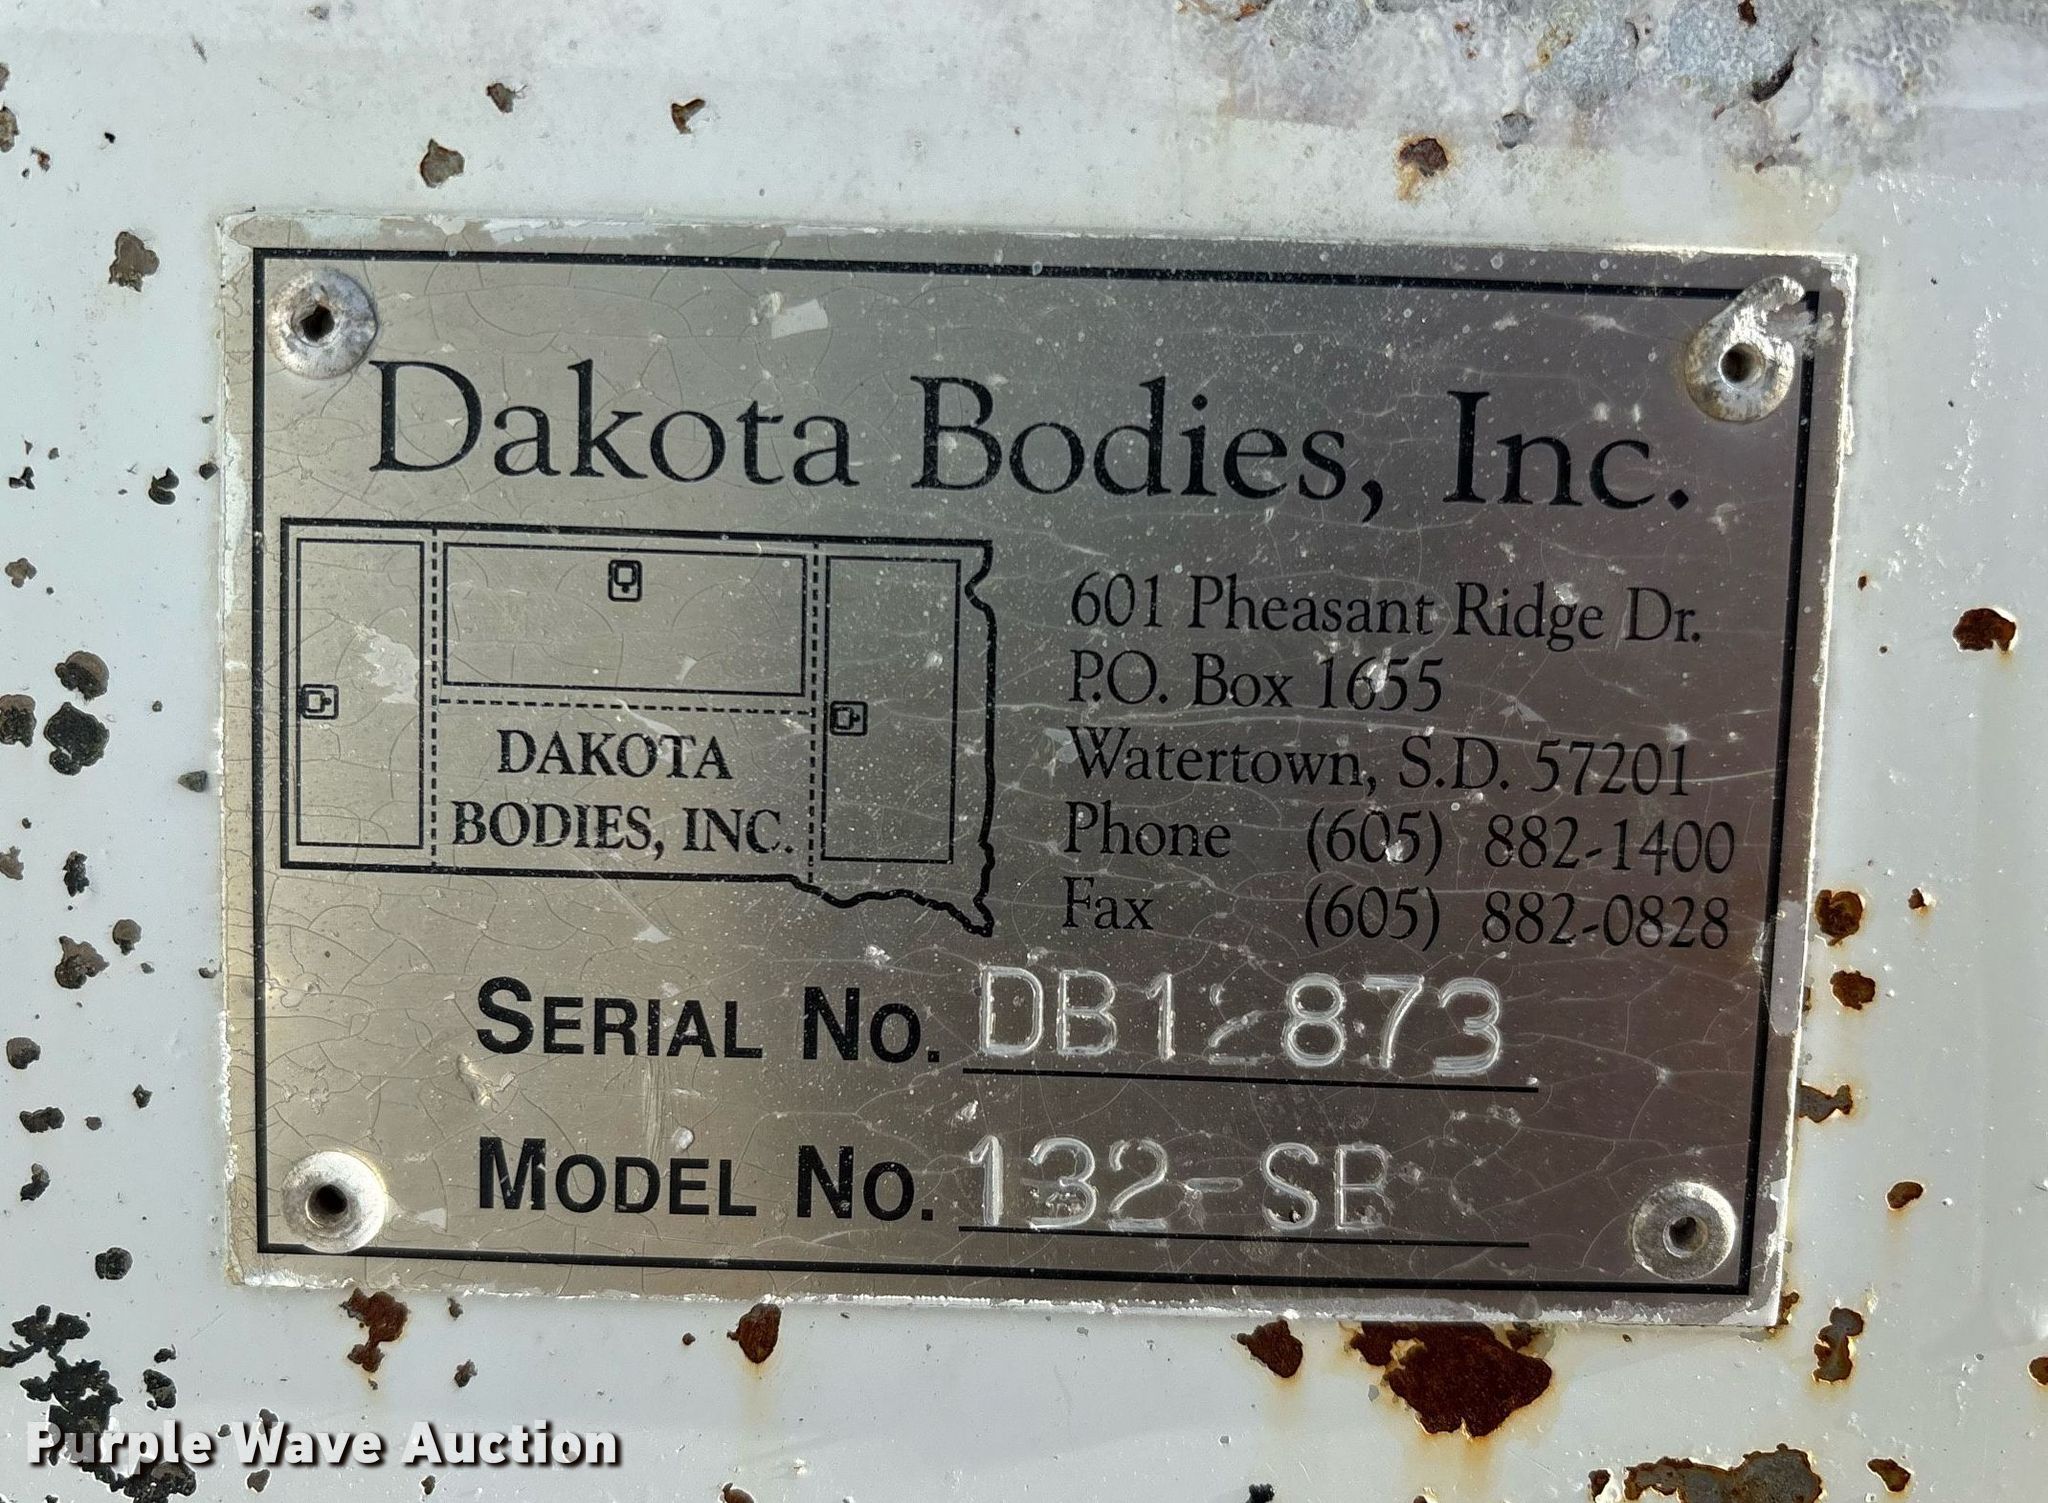 Dakota Bodies, Inc.
DAKOTA
BODIES, INC.
601 Pheasant Ridge Dr.
P.O. Box 1655
Watertown, S.D. 57201
Phone (605) 882-1400
Fax (605) 882-0828
SERIAL NO. DB12873
MODEL NO. 132-SB
Purple Wave Auction